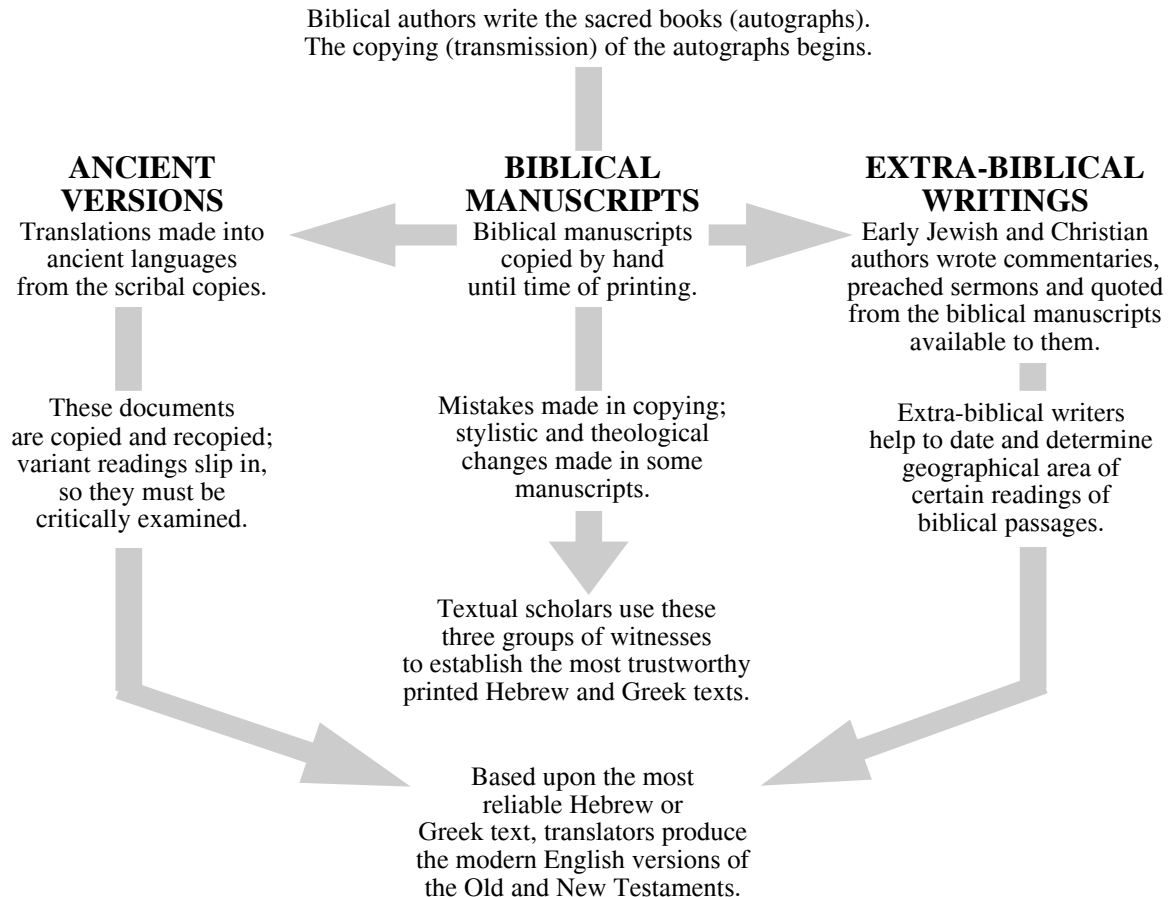 Biblical authors write the sacred books (autographs).
The copying (transmission) of the autographs begins.
ANCIENT
VERSIONS
Translations made into
ancient languages
from the scribal copies.
These documents
are copied and recopied;
variant readings slip in,
so they must be
critically examined.
BIBLICAL
MANUSCRIPTS
Biblical manuscripts
copied by hand
until time of printing.
Mistakes made in copying;
stylistic and theological
changes made in some
manuscripts.
Textual scholars use these
three groups of witnesses
to establish the most trustworthy
printed Hebrew and Greek texts.
EXTRA-BIBLICAL
WRITINGS
Early Jewish and Christian
authors wrote commentaries,
preached sermons and quoted
from the biblical manuscripts
available to them.
Extra-biblical writers
help to date and determine
geographical area of
certain readings of
biblical passages.
Based upon the most
reliable Hebrew or
Greek text, translators produce
the modern English versions of
the Old and New Testaments.